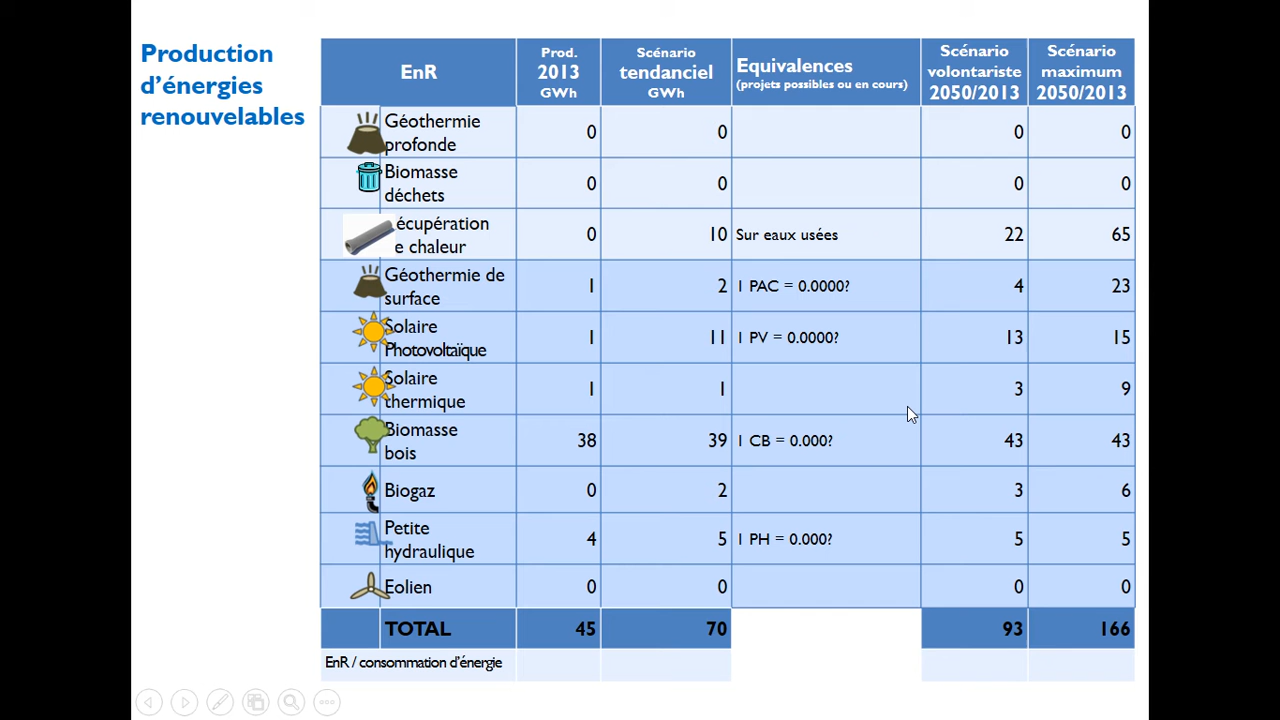 Production
d'énergies
renouvelables
EnR
Prod.
2013
GWh
Scénario
tendanciel
GWh
Equivalences
(projets possibles ou en cours)
Scénario
volontariste
2050/2013
Scénario
maximum
2050/2013
Géothermie
profonde
0
0
0
0
Biomasse
déchets
0
0
0
0
écupération
e chaleur
0
10
Sur eaux usées
22
65
Géothermie de
surface
1
2
1 PAC = 0.0000?
4
23
Solaire
Photovoltaïque
1
11
1 PV = 0.0000?
13
15
Solaire
thermique
1
1
3
9
Biomasse
bois
38
39
1 CB = 0.000?
43
43
Biogaz
0
2
3
6
Petite
hydraulique
4
5
1 PH = 0.000?
5
5
Eolien
0
0
0
0
TOTAL
45
70
93
166
EnR / consommation d'énergie